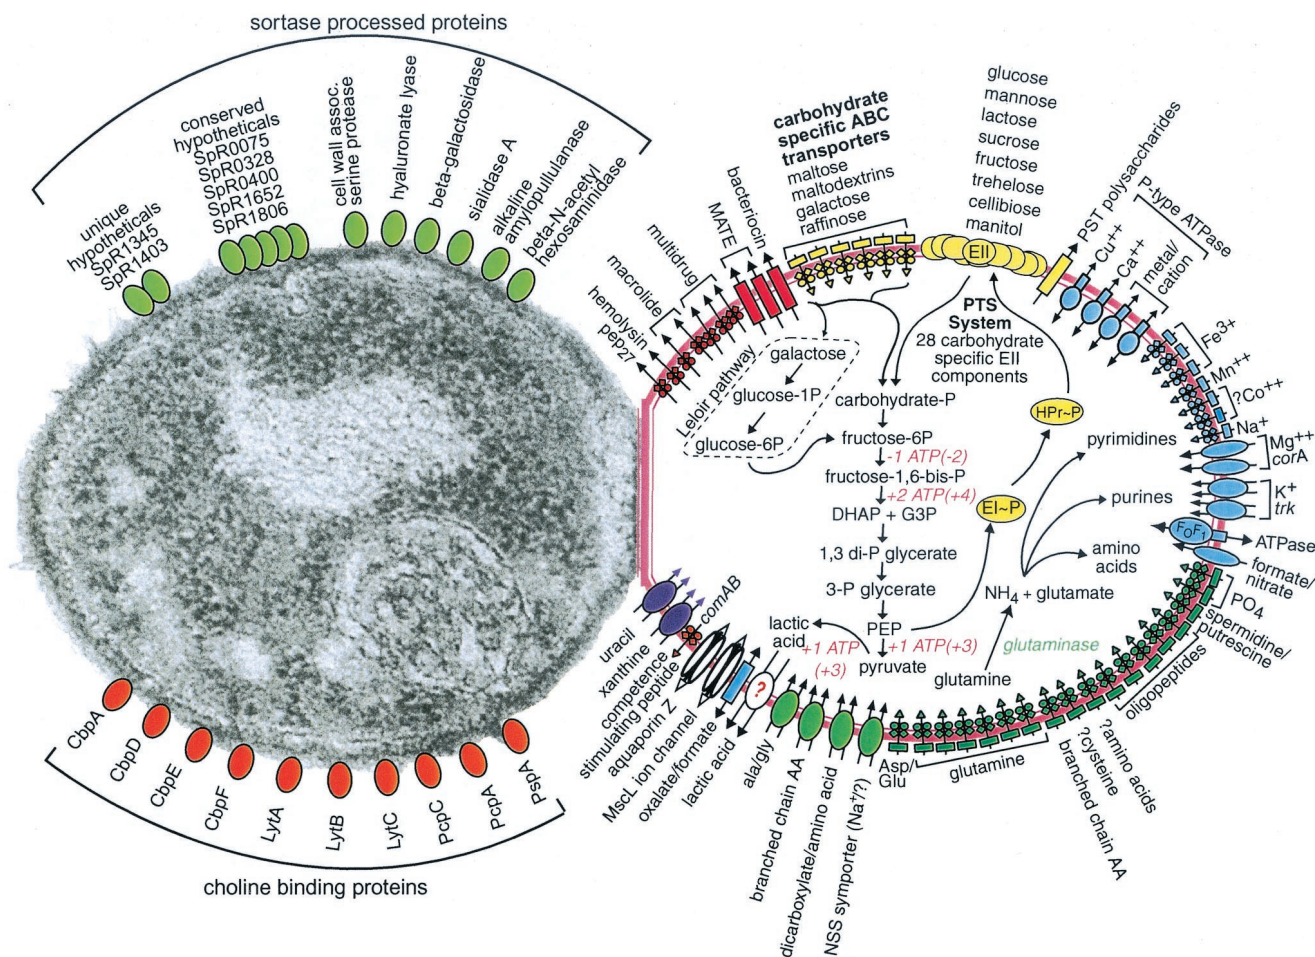 sortase processed proteins
unique
hypotheticals
SpR1345
SpR1403
conserved
hypotheticals
SpR0075
SpR0328
SpR0400
SpR1652
SpR1806
cell wall assoc.
serine protease
hyaluronate lyase
beta-galactosidase
sialidase A
alkaline
amylopullulanase
beta-N-acetyl
hexosaminidase
CbpA
CbpD
CbpE
CbpF
LytA
LytB
LytC
PcpC
PcpA
PspA
choline binding proteins
pep27
hemolysin
macrolide
multidrug
MATE
bacteriocin
carbohydrate
specific ABC
transporters
maltose
maltodextrins
galactose
raffinose
glucose
mannose
lactose
sucrose
fructose
trehelose
cellibiose
manitol
EII
PST polysaccharides
P-type ATPase
Cu++
Ca++
metal/
cation
Fe3+
Mn++
?Co++
Na+
Mg++
corA
K+
trk
FOF1
ATPase
formate/
nitrate
PO4
spermidine/
putrescine
oligopeptides
?amino acids
?cysteine
branched chain AA
glutamine
Asp/
Glu
NSS symporter (Na+/?)
dicarboxylate/amino acid
branched chain AA
ala/gly
lactic acid
?
oxalate/formate
MscL ion channel
aquaporin Z
competence
stimulating peptide
comAB
xanthine
uracil
PTS
System
28 carbohydrate
specific EII
components
Leloir pathway
galactose
glucose-1P
glucose-6P
carbohydrate-P
fructose-6P
-1 ATP(-2)
fructose-1,6-bis-P
+2 ATP(+4)
DHAP + G3P
1,3 di-P glycerate
3-P glycerate
PEP
+1 ATP(+3)
pyruvate
lactic
acid
+1 ATP
(+3)
HPr~P
EI~P
pyrimidines
purines
amino
acids
NH4 + glutamate
glutaminase
glutamine